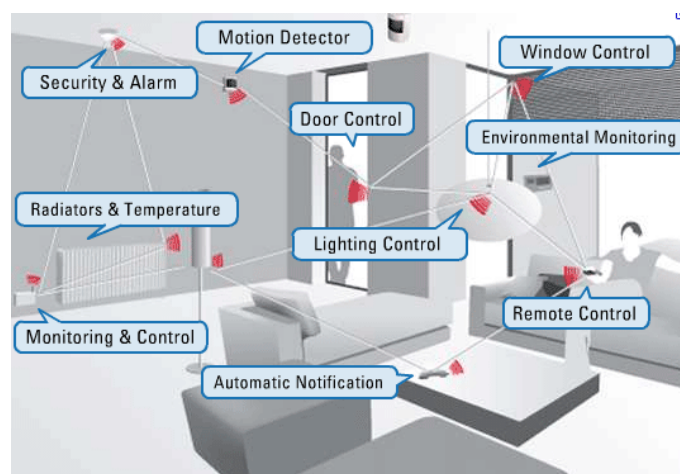 Motion Detector
Window Control
Security & Alarm
Door Control
Environmental Monitoring
Radiators & Temperature
Lighting Control
Remote Control
Monitoring & Control
Automatic Notification